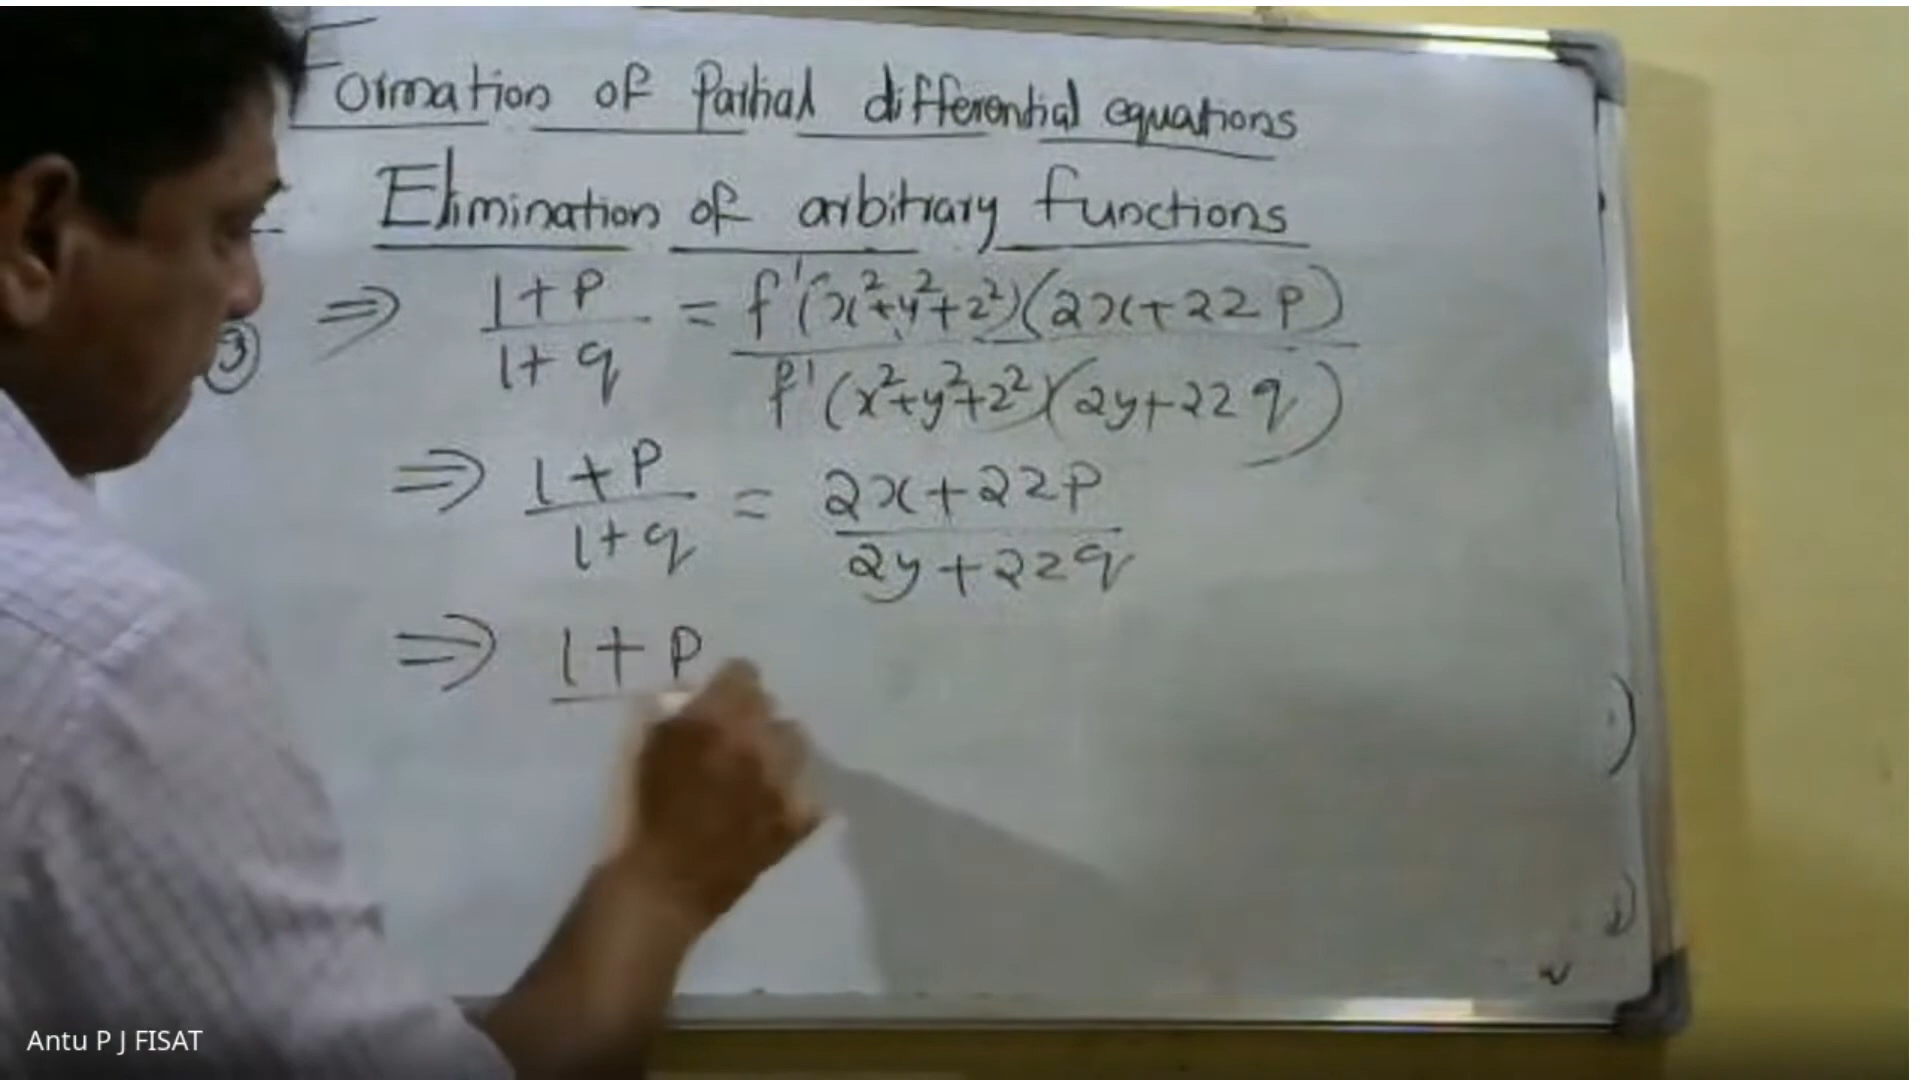 Formation of Partial differential equations
Elimination of arbitrary functions
③ ⇒ 1+p / 1+q = f'(x²+y²+z²)(2x+2zp) / f'(x²+y²+z²)(2y+2zq)
⇒ 1+p / 1+q = 2x+2zp / 2y+2zq
⇒ 1+p
Antu P J FISAT